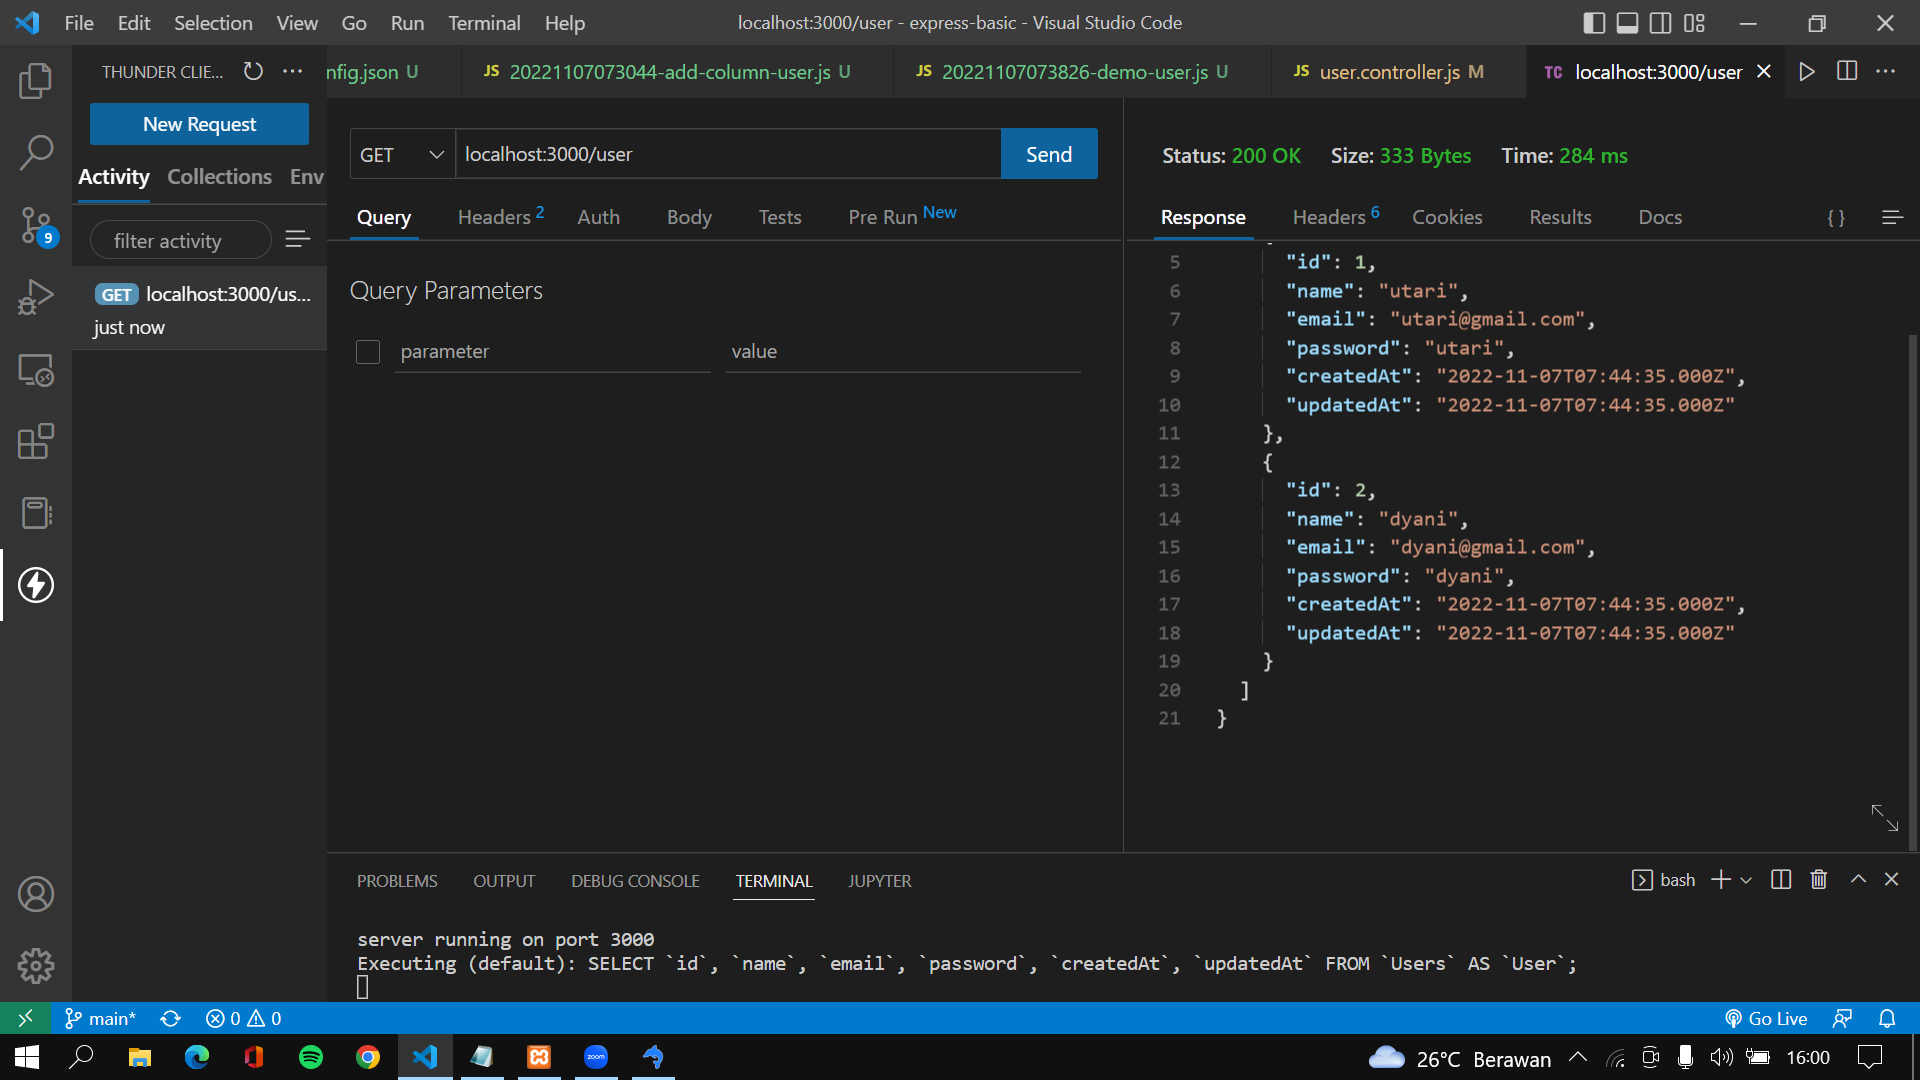 File Edit Selection View Go Run Terminal Help
localhost:3000/user - express-basic - Visual Studio Code
THUNDER CLIE...
nfig.json U
JS 20221107073044-add-column-user.js U
JS 20221107073826-demo-user.js U
JS user.controller.js M
TC localhost:3000/user
New Request
Activity Collections Env
filter activity
GET localhost:3000/us...
just now
9
GET localhost:3000/user Send
Query Headers 2 Auth Body Tests Pre Run New
Query Parameters
parameter value
Status: 200 OK Size: 333 Bytes Time: 284 ms
Response Headers 6 Cookies Results Docs { }
5 "id": 1,
6 "name": "utari",
7 "email": "utari@gmail.com",
8 "password": "utari",
9 "createdAt": "2022-11-07T07:44:35.000Z",
10 "updatedAt": "2022-11-07T07:44:35.000Z"
11 },
12 {
13 "id": 2,
14 "name": "dyani",
15 "email": "dyani@gmail.com",
16 "password": "dyani",
17 "createdAt": "2022-11-07T07:44:35.000Z",
18 "updatedAt": "2022-11-07T07:44:35.000Z"
19 }
20 ]
21 }
PROBLEMS OUTPUT DEBUG CONSOLE TERMINAL JUPYTER
bash
server running on port 3000
Executing (default): SELECT `id`, `name`, `email`, `password`, `createdAt`, `updatedAt` FROM `Users` AS `User`;
main* 0 0
Go Live
zoom
26°C Berawan
16:00